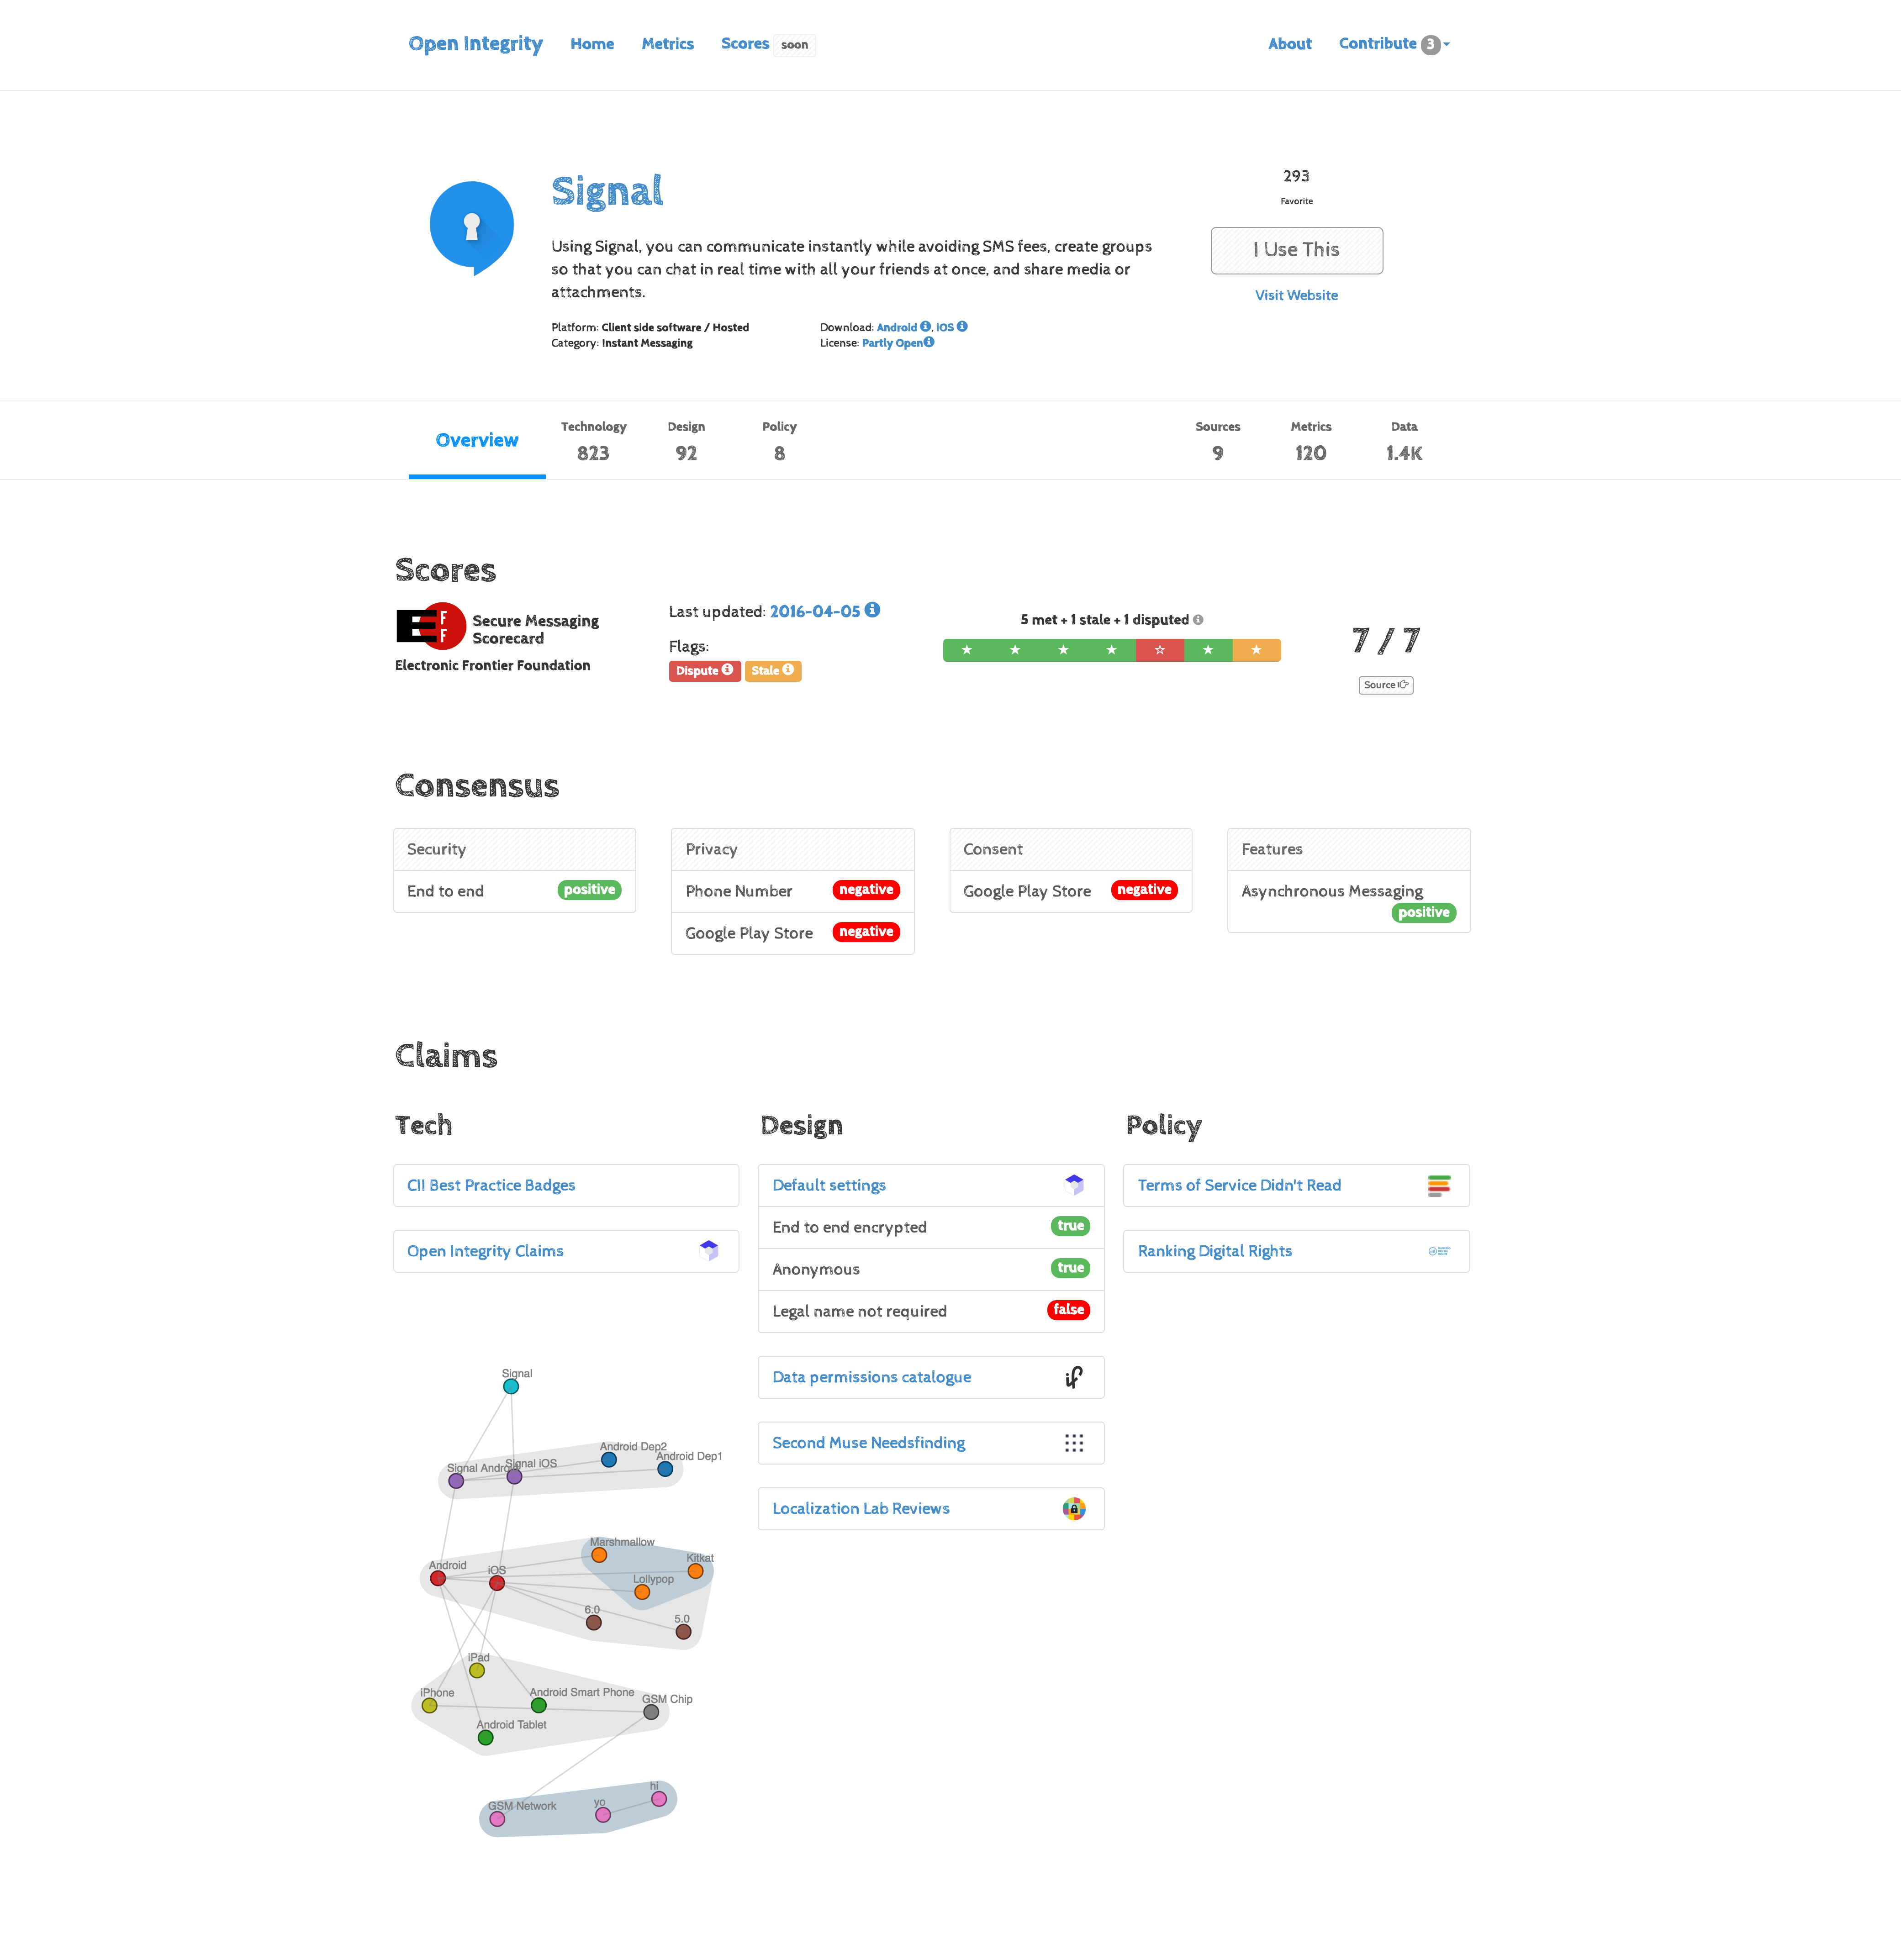 Open Integrity Home Metrics Scores soon About Contribute 3
Signal
293
Favorite
Using Signal, you can communicate instantly while avoiding SMS fees, create groups
so that you can chat in real time with all your friends at once, and share media or
attachments.
I Use This
Visit Website
Platform: Client side software / Hosted Download: Android, iOS
Category: Instant Messaging License: Partly Open
Overview
Technology Design Policy Sources Metrics Data
823 92 8 9 120 1.4K
Scores
E F F
Secure Messaging
Scorecard
Electronic Frontier Foundation
Last updated: 2016-04-05
Flags:
Dispute Stale
5 met + 1 stale + 1 disputed
7 / 7
Source
Consensus
Security
End to end positive
Privacy
Phone Number negative
Google Play Store negative
Consent
Google Play Store negative
Features
Asynchronous Messaging
positive
Claims
Tech
CII Best Practice Badges
Open Integrity Claims
Signal
Android Dep2
Android Dep1
Signal Android
Signal iOS
Marshmallow
Kitkat
Android
iOS
Lollypop
6.0
5.0
iPad
iPhone
Android Smart Phone
GSM Chip
Android Tablet
hi
GSM Network
yo
Design
Default settings
End to end encrypted true
Anonymous true
Legal name not required false
Data permissions catalogue
if
Second Muse Needsfinding
Localization Lab Reviews
Policy
Terms of Service Didn't Read
Ranking Digital Rights